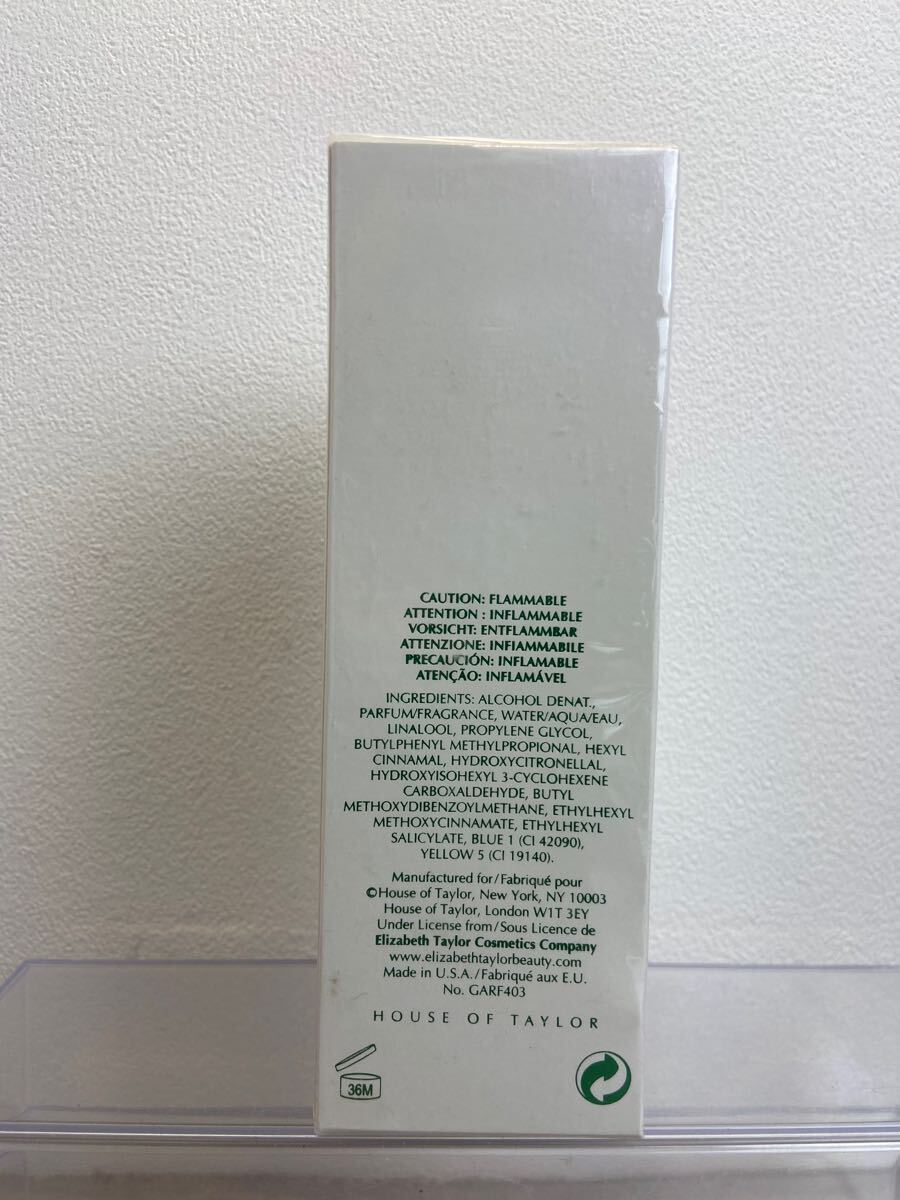 CAUTION: FLAMMABLE
ATTENTION : INFLAMMABLE
VORSICHT: ENTFLAMMBAR
ATTENZIONE: INFIAMMABILE
PRECAUCIÓN: INFLAMABLE
ATENÇÃO: INFLAMÁVEL
INGREDIENTS: ALCOHOL DENAT.,
PARFUM/FRAGRANCE, WATER/AQUA/EAU,
LINALOOL, PROPYLENE GLYCOL,
BUTYLPHENYL METHYLPROPIONAL, HEXYL
CINNAMAL, HYDROXYCITRONELLAL,
HYDROXYISOHEXYL 3-CYCLOHEXENE
CARBOXALDEHYDE, BUTYL
METHOXYDIBENZOYLMETHANE, ETHYLHEXYL
METHOXYCINNAMATE, ETHYLHEXYL
SALICYLATE, BLUE 1 (CI 42090),
YELLOW 5 (CI 19140).
Manufactured for/Fabriqué pour
©House of Taylor, New York, NY 10003
House of Taylor, London W1T 3EY
Under License from/Sous Licence de
Elizabeth Taylor Cosmetics Company
www.elizabethtaylorbeauty.com
Made in U.S.A./Fabriqué aux E.U.
No. GARF403
HOUSE OF TAYLOR
36M